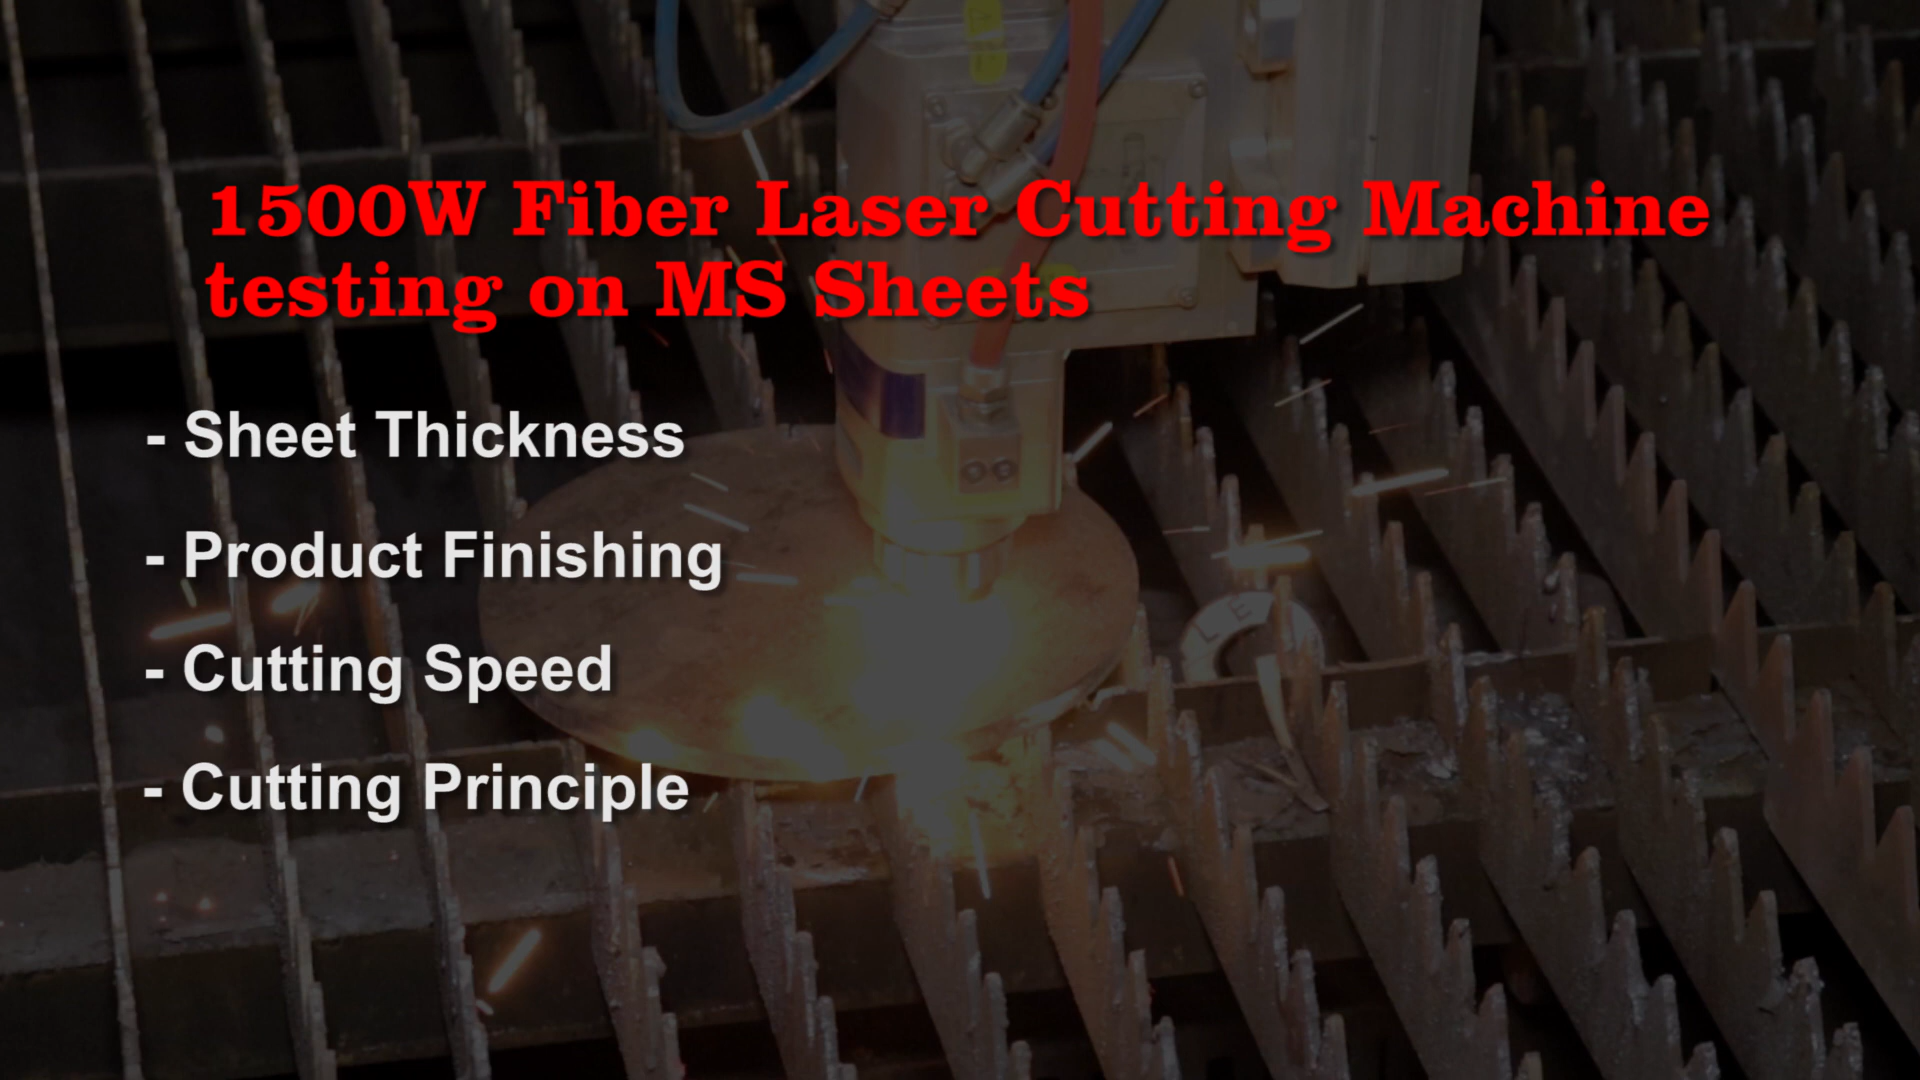 1500W Fiber Laser Cutting Machine
testing on MS Sheets
- Sheet Thickness
- Product Finishing
- Cutting Speed
- Cutting Principle